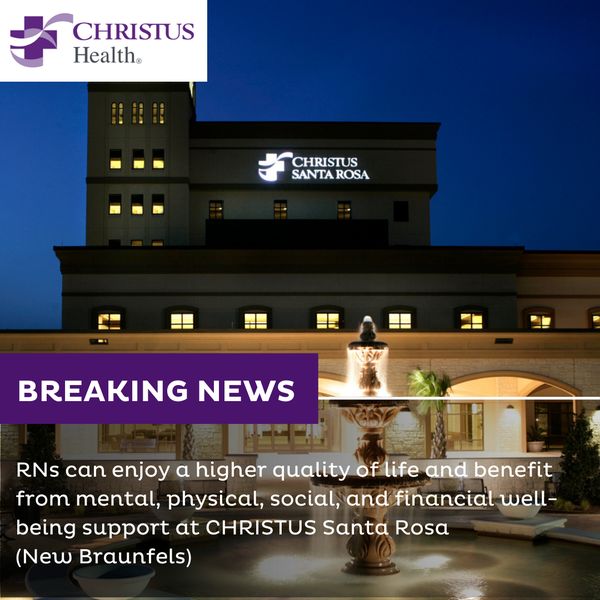 CHRISTUS
Health®
CHRISTUS
SANTA ROSA
BREAKING NEWS
RNs can enjoy a higher quality of life and benefit
from mental, physical, social, and financial well-
being support at CHRISTUS Santa Rosa
(New Braunfels)